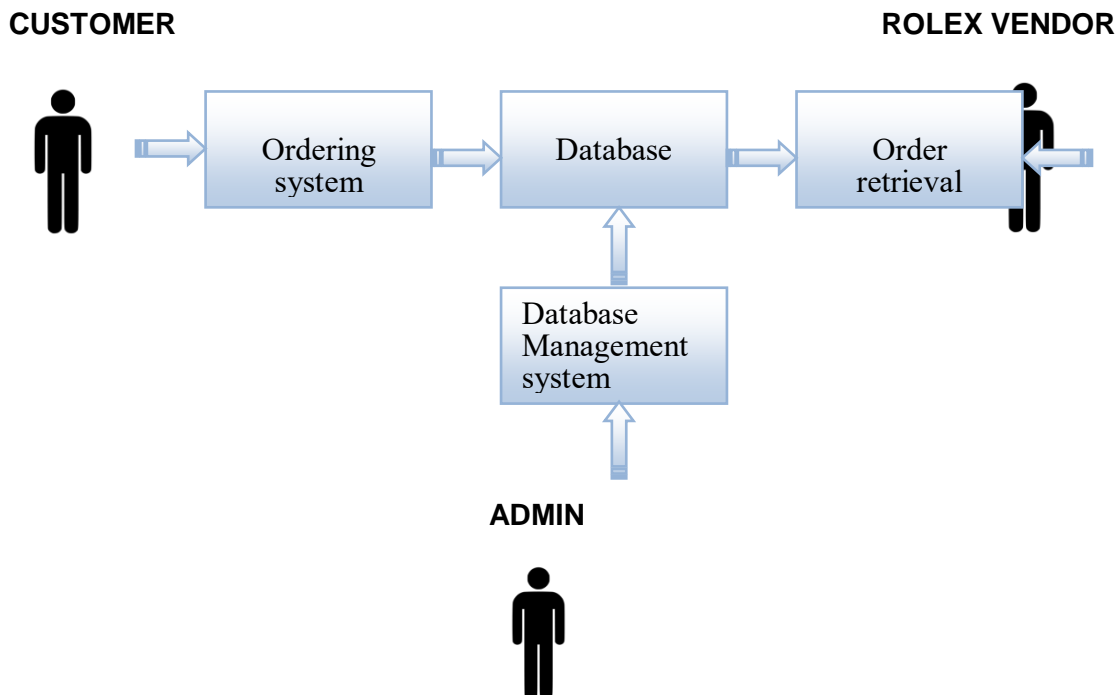 CUSTOMER
ROLEX VENDOR
Ordering
system
Database
Order
retrieval
Database
Management
system
ADMIN